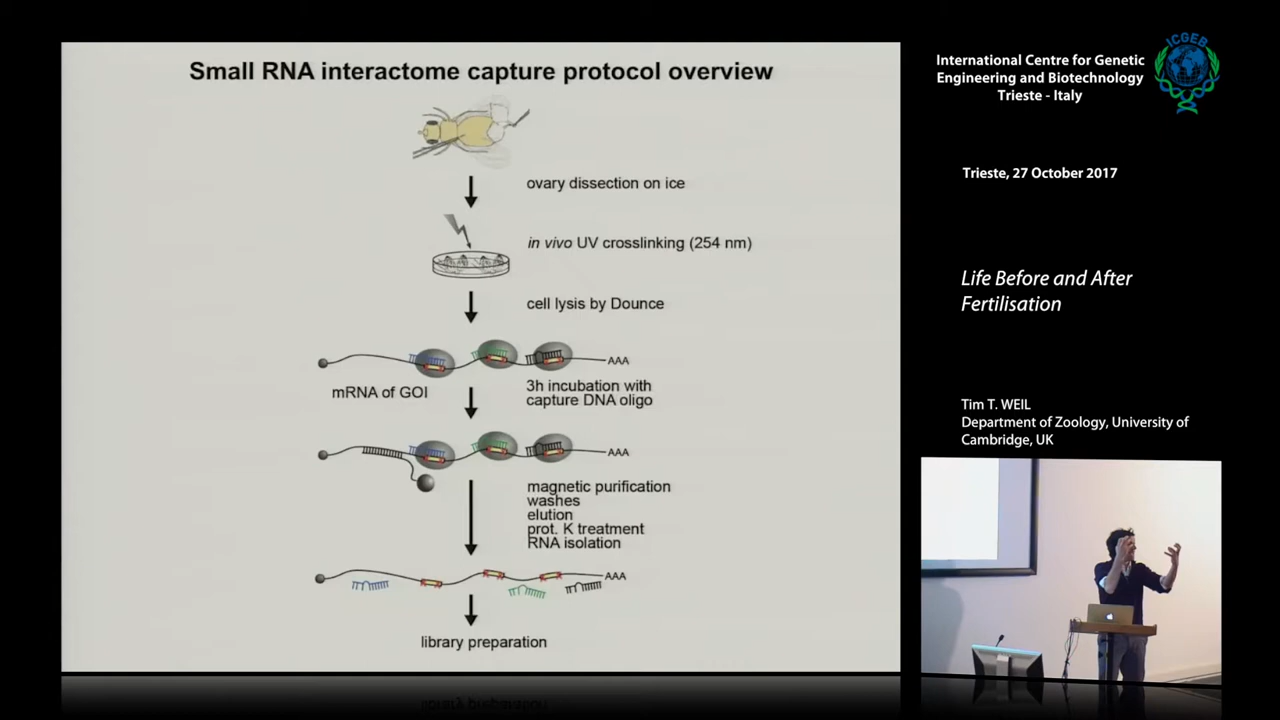 Small RNA interactome capture protocol overview
ovary dissection on ice
in vivo UV crosslinking (254 nm)
cell lysis by Dounce
AAA
mRNA of GOI
3h incubation with
capture DNA oligo
AAA
magnetic purification
washes
elution
prot. K treatment
RNA isolation
AAA
library preparation
International Centre for Genetic
Engineering and Biotechnology
Trieste - Italy
ICGEB
Trieste, 27 October 2017
Life Before and After
Fertilisation
Tim T. WEIL
Department of Zoology, University of
Cambridge, UK